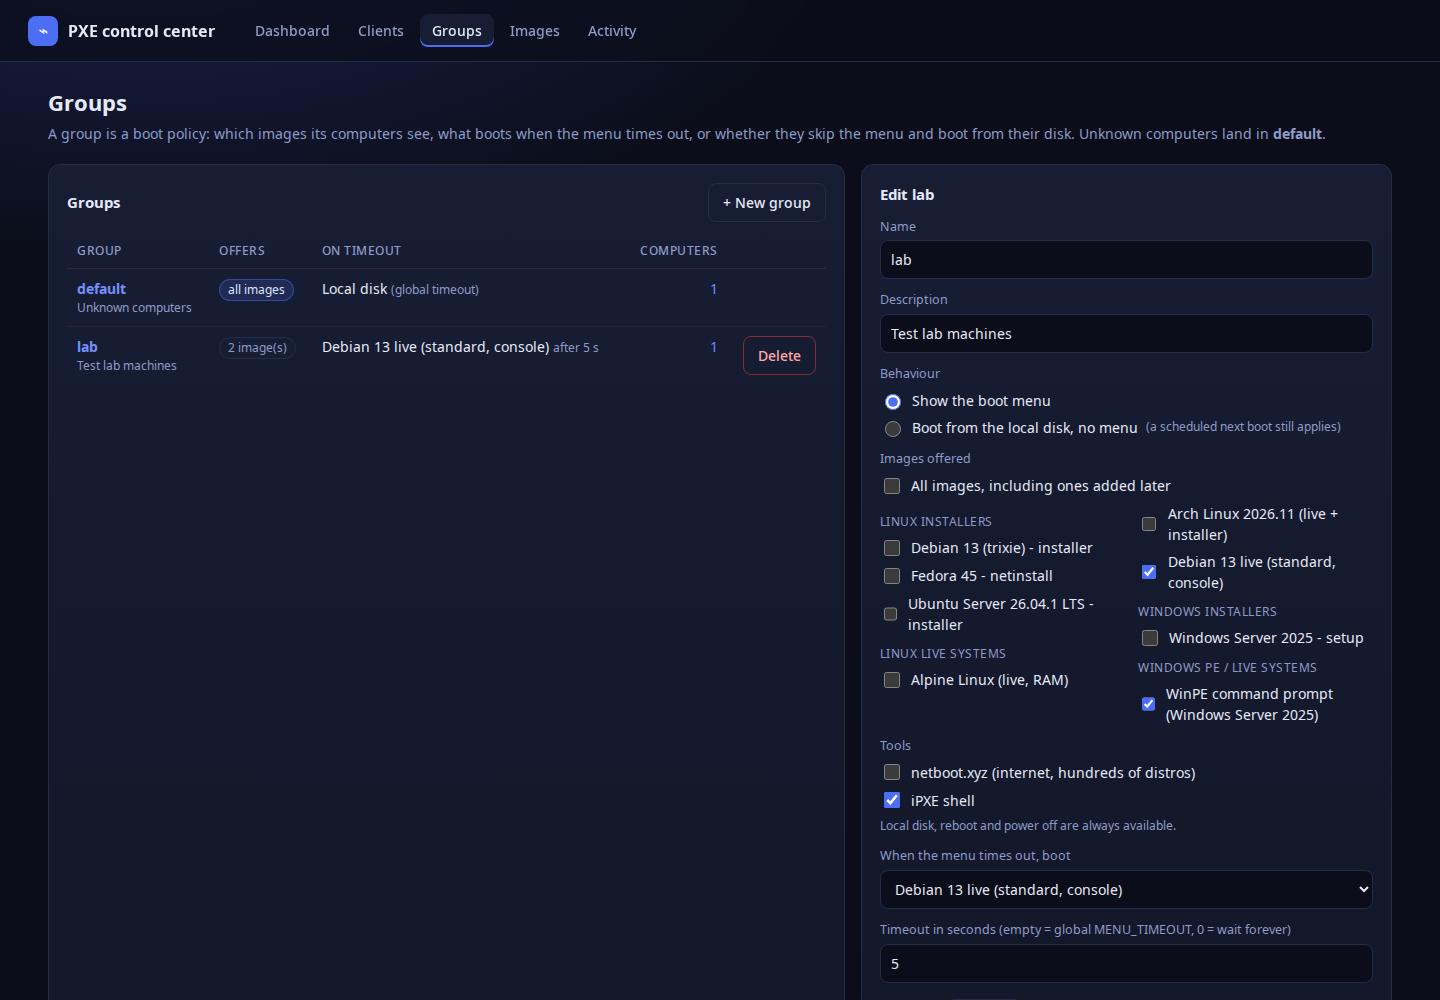 PXE control center
Dashboard
Clients
Groups
Images
Activity
Groups
A group is a boot policy: which images its computers see, what boots when the menu times out, or whether they skip the menu and boot from their disk. Unknown computers land in default.
Groups
+ New group
GROUP OFFERS ON TIMEOUT COMPUTERS
default all images Local disk (global timeout) 1
Unknown computers
lab 2 image(s) Debian 13 live (standard, console) after 5 s 1 Delete
Test lab machines
Edit lab
Name
lab
Description
Test lab machines
Behaviour
Show the boot menu
Boot from the local disk, no menu (a scheduled next boot still applies)
Images offered
All images, including ones added later
LINUX INSTALLERS
Debian 13 (trixie) - installer
Fedora 45 - netinstall
Ubuntu Server 26.04.1 LTS -
installer
LINUX LIVE SYSTEMS
Alpine Linux (live, RAM)
Arch Linux 2026.11 (live +
installer)
Debian 13 live (standard,
console)
WINDOWS INSTALLERS
Windows Server 2025 - setup
WINDOWS PE / LIVE SYSTEMS
WinPE command prompt
(Windows Server 2025)
Tools
netboot.xyz (internet, hundreds of distros)
iPXE shell
Local disk, reboot and power off are always available.
When the menu times out, boot
Debian 13 live (standard, console)
Timeout in seconds (empty = global MENU_TIMEOUT, 0 = wait forever)
5